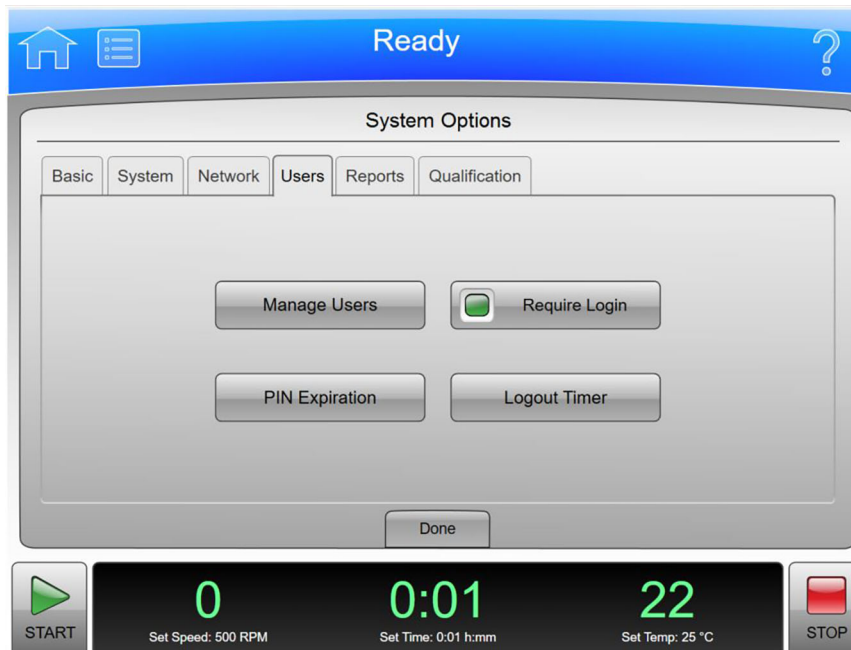 Ready
System Options
Basic System Network Users Reports Qualification
Manage Users Require Login
PIN Expiration Logout Timer
Done
START
0 0:01 22
Set Speed: 500 RPM Set Time: 0:01 h:mm Set Temp: 25 °C
STOP